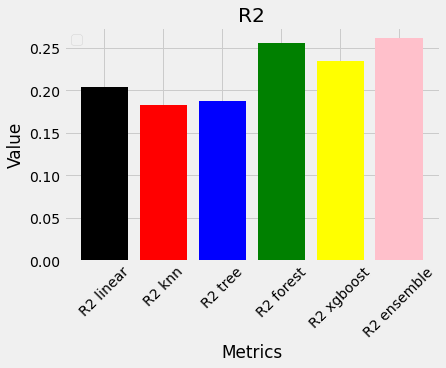 R2
Value
0.25
0.20
0.15
0.10
0.05
0.00
R2 linear
R2 knn
R2 tree
R2 forest
R2 xgboost
R2 ensemble
Metrics